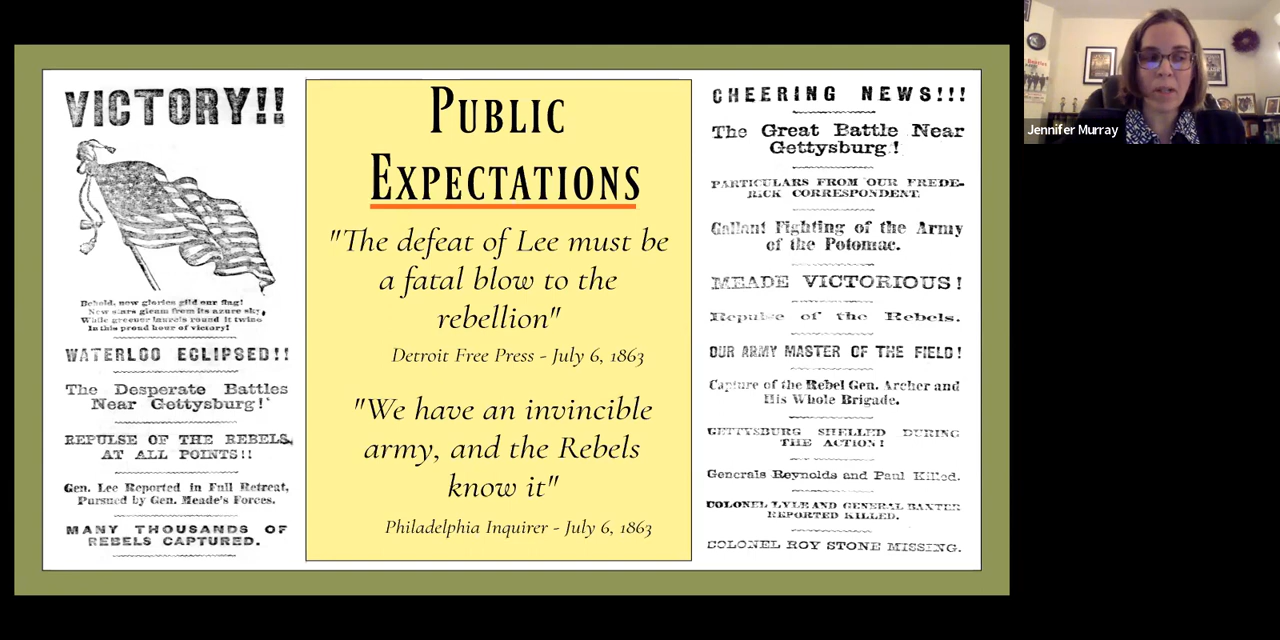 VICTORY!!
Behold, new glories gild our flag!
New stars gleam from its azure sky,
While greener laurels round it twine
In this proud hour of victory!
WATERLOO ECLIPSED!!
The Desperate Battles
Near Gettysburg!
REPULSE OF THE REBELS
AT ALL POINTS!!
Gen. Lee Reported in Full Retreat,
Pursued by Gen. Meade's Forces.
MANY THOUSANDS OF
REBELS CAPTURED.
PUBLIC
EXPECTATIONS
"The defeat of Lee must be
a fatal blow to the
rebellion"
Detroit Free Press - July 6, 1863
"We have an invincible
army, and the Rebels
know it"
Philadelphia Inquirer - July 6, 1863
CHEERING NEWS!!!
The Great Battle Near
Gettysburg!
PARTICULARS FROM OUR FREDE-
RICK CORRESPONDENT.
Gallant Fighting of the Army
of the Potomac.
MEADE VICTORIOUS!
Repulse of the Rebels.
OUR ARMY MASTER OF THE FIELD!
Capture of the Rebel Gen. Archer and
His Whole Brigade.
GETTYSBURG SHELLED DURING
THE ACTION!
Generals Reynolds and Paul Killed.
COLONEL LYLE AND GENERAL BAXTER
REPORTED KILLED.
COLONEL ROY STONE MISSING.
Jennifer Murray